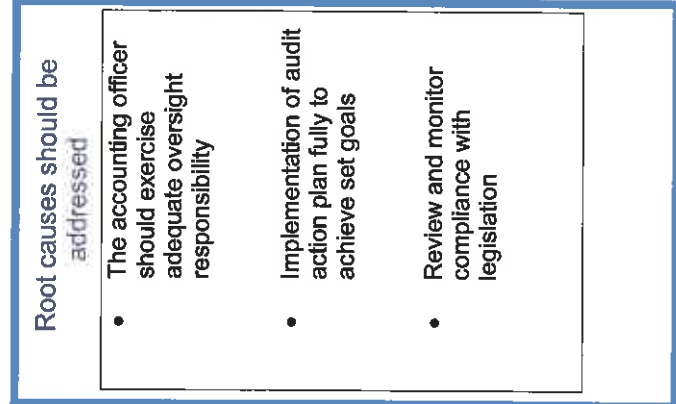 Root causes should be
addressed
• The accounting officer
should exercise
adequate oversight
responsibility
• Implementation of audit
action plan fully to
achieve set goals
• Review and monitor
compliance with
legislation